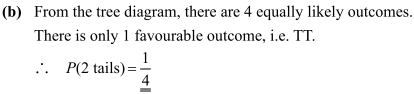 (b) From the tree diagram, there are 4 equally likely outcomes.
There is only 1 favourable outcome, i.e. TT.
∴ P(2 tails) = 1/4